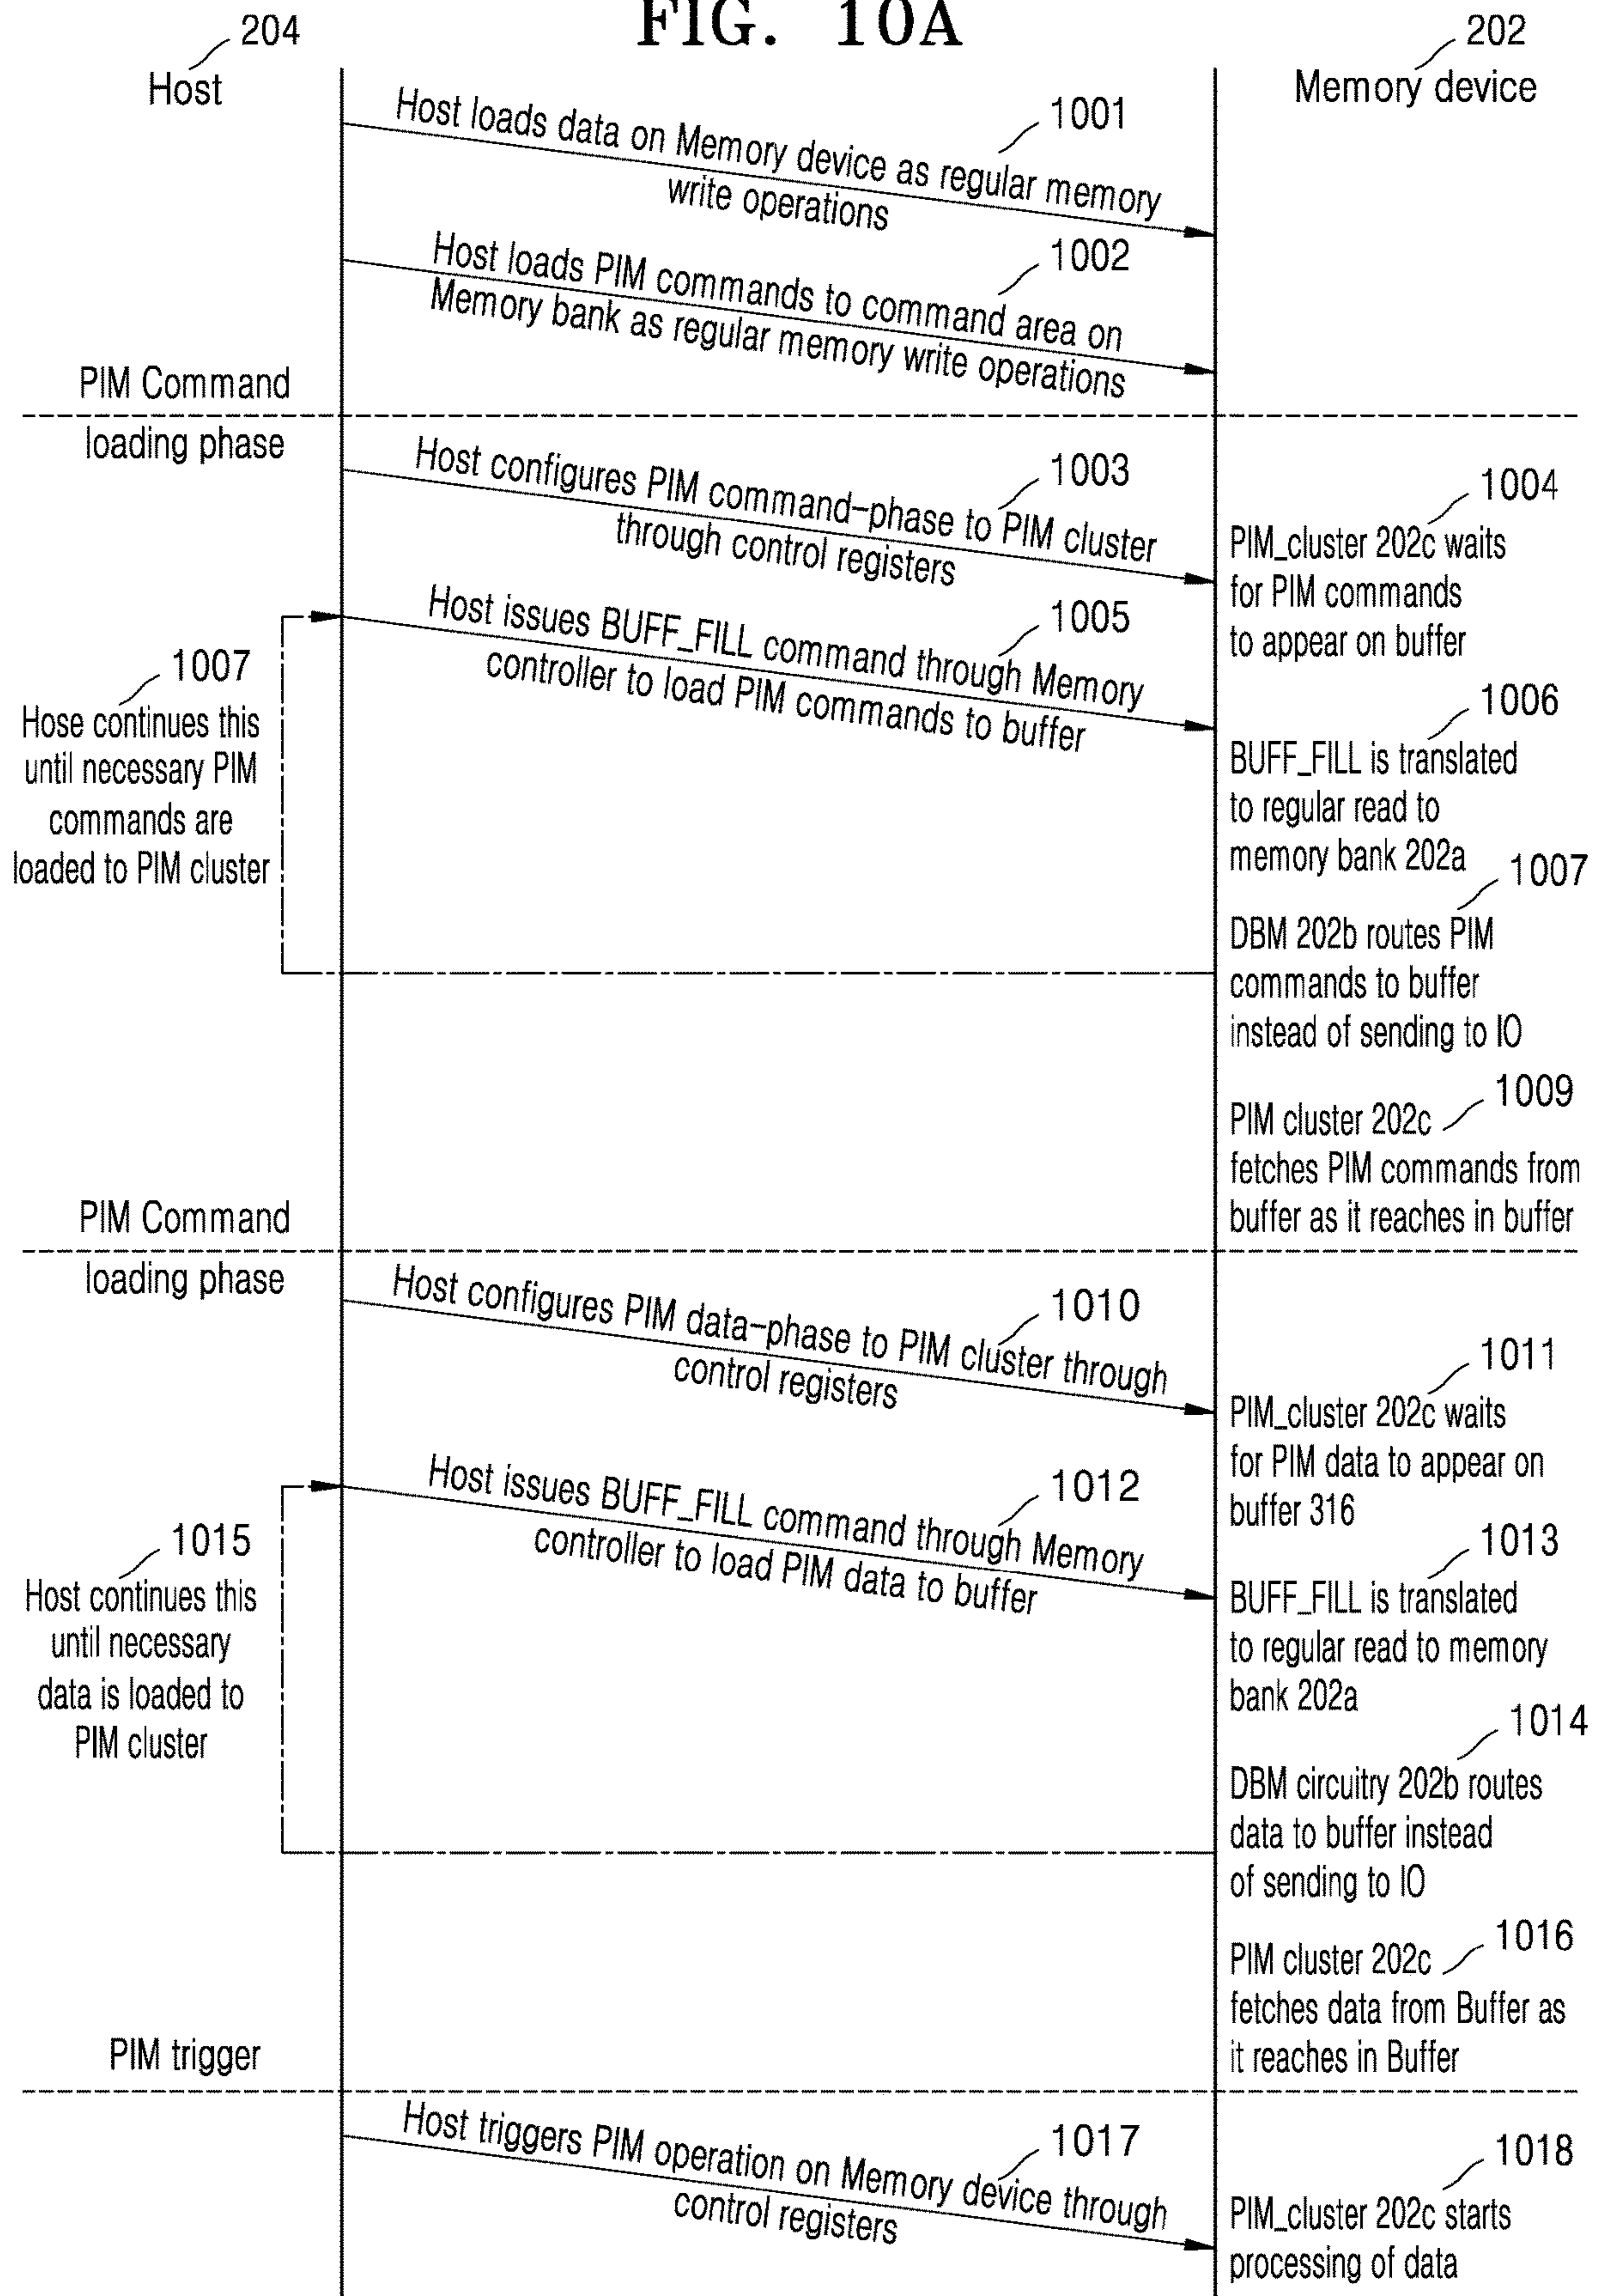 FIG. 10A
204
Host
202
Memory device
1001
Host loads data on Memory device as regular memory
write operations
1002
Host loads PIM commands to command area on
Memory bank as regular memory write operations
PIM Command
loading phase
1003
Host configures PIM command-phase to PIM cluster
through control registers
1004
PIM_cluster 202c waits
for PIM commands
to appear on buffer
1005
Host issues BUFF_FILL command through Memory
controller to load PIM commands to buffer
1007
Hose continues this
until necessary PIM
commands are
loaded to PIM cluster
1006
BUFF_FILL is translated
to regular read to
memory bank 202a
1007
DBM 202b routes PIM
commands to buffer
instead of sending to IO
1009
PIM cluster 202c
fetches PIM commands from
buffer as it reaches in buffer
PIM Command
loading phase
1010
Host configures PIM data-phase to PIM cluster through
control registers
1011
PIM_cluster 202c waits
for PIM data to appear on
buffer 316
1012
Host issues BUFF_FILL command through Memory
controller to load PIM data to buffer
1015
Host continues this
until necessary
data is loaded to
PIM cluster
1013
BUFF_FILL is translated
to regular read to memory
bank 202a
1014
DBM circuitry 202b routes
data to buffer instead
of sending to IO
1016
PIM cluster 202c
fetches data from Buffer as
it reaches in Buffer
PIM trigger
1017
Host triggers PIM operation on Memory device through
control registers
1018
PIM_cluster 202c starts
processing of data